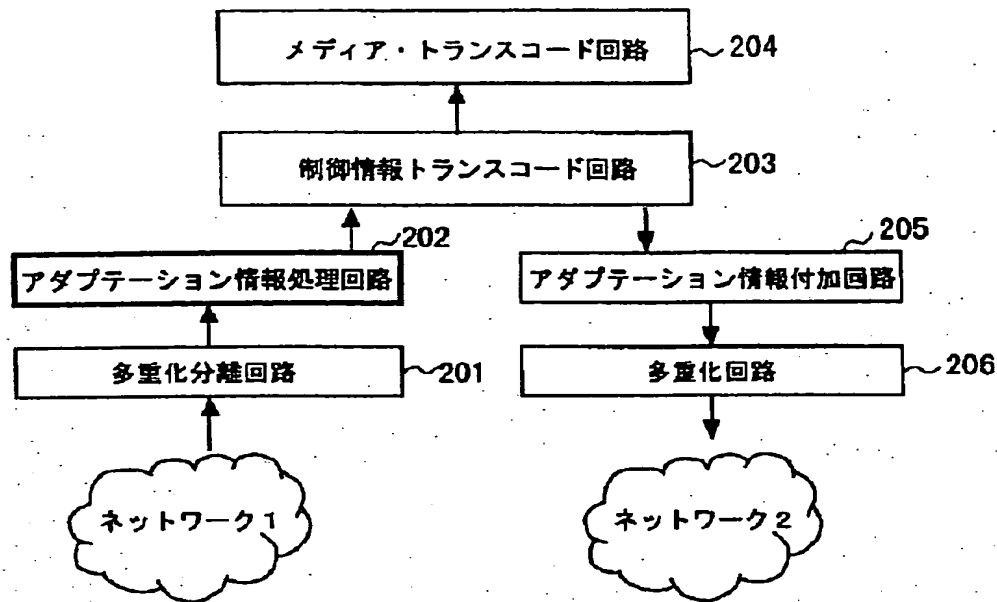 メディア・トランスコード回路
204
制御情報トランスコード回路
203
202
アダプテーション情報処理回路
205
アダプテーション情報付加回路
多重化分離回路
201
多重化回路
206
ネットワーク1
ネットワーク2